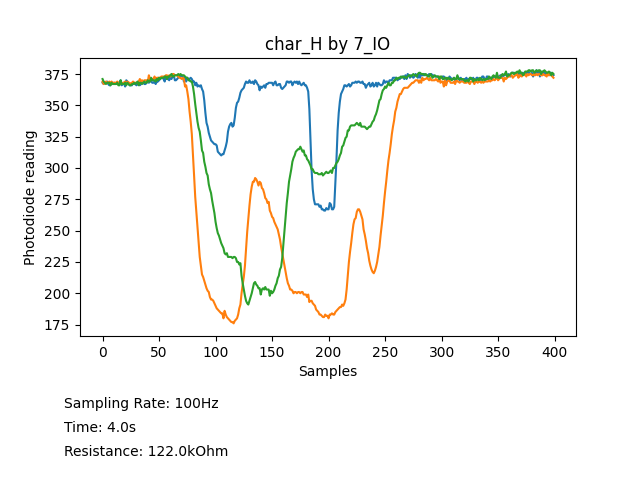 char_H by 7_IO
375
350
325
300
275
250
225
200
175
Photodiode reading
0 50 100 150 200 250 300 350 400
Samples
Sampling Rate: 100Hz
Time: 4.0s
Resistance: 122.0kOhm